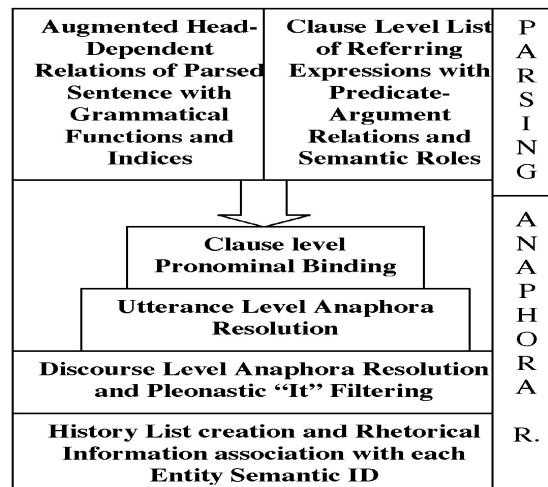 Augmented Head-
Dependent
Relations of Parsed
Sentence with
Grammatical
Functions and
Indices
Clause Level List
of Referring
Expressions with
Predicate-
Argument
Relations and
Semantic Roles
P
A
R
S
I
N
G
Clause level
Pronominal Binding
Utterance Level Anaphora
Resolution
Discourse Level Anaphora Resolution
and Pleonastic “It” Filtering
History List creation and Rhetorical
Information association with each
Entity Semantic ID
A
N
A
P
H
O
R
A
R.